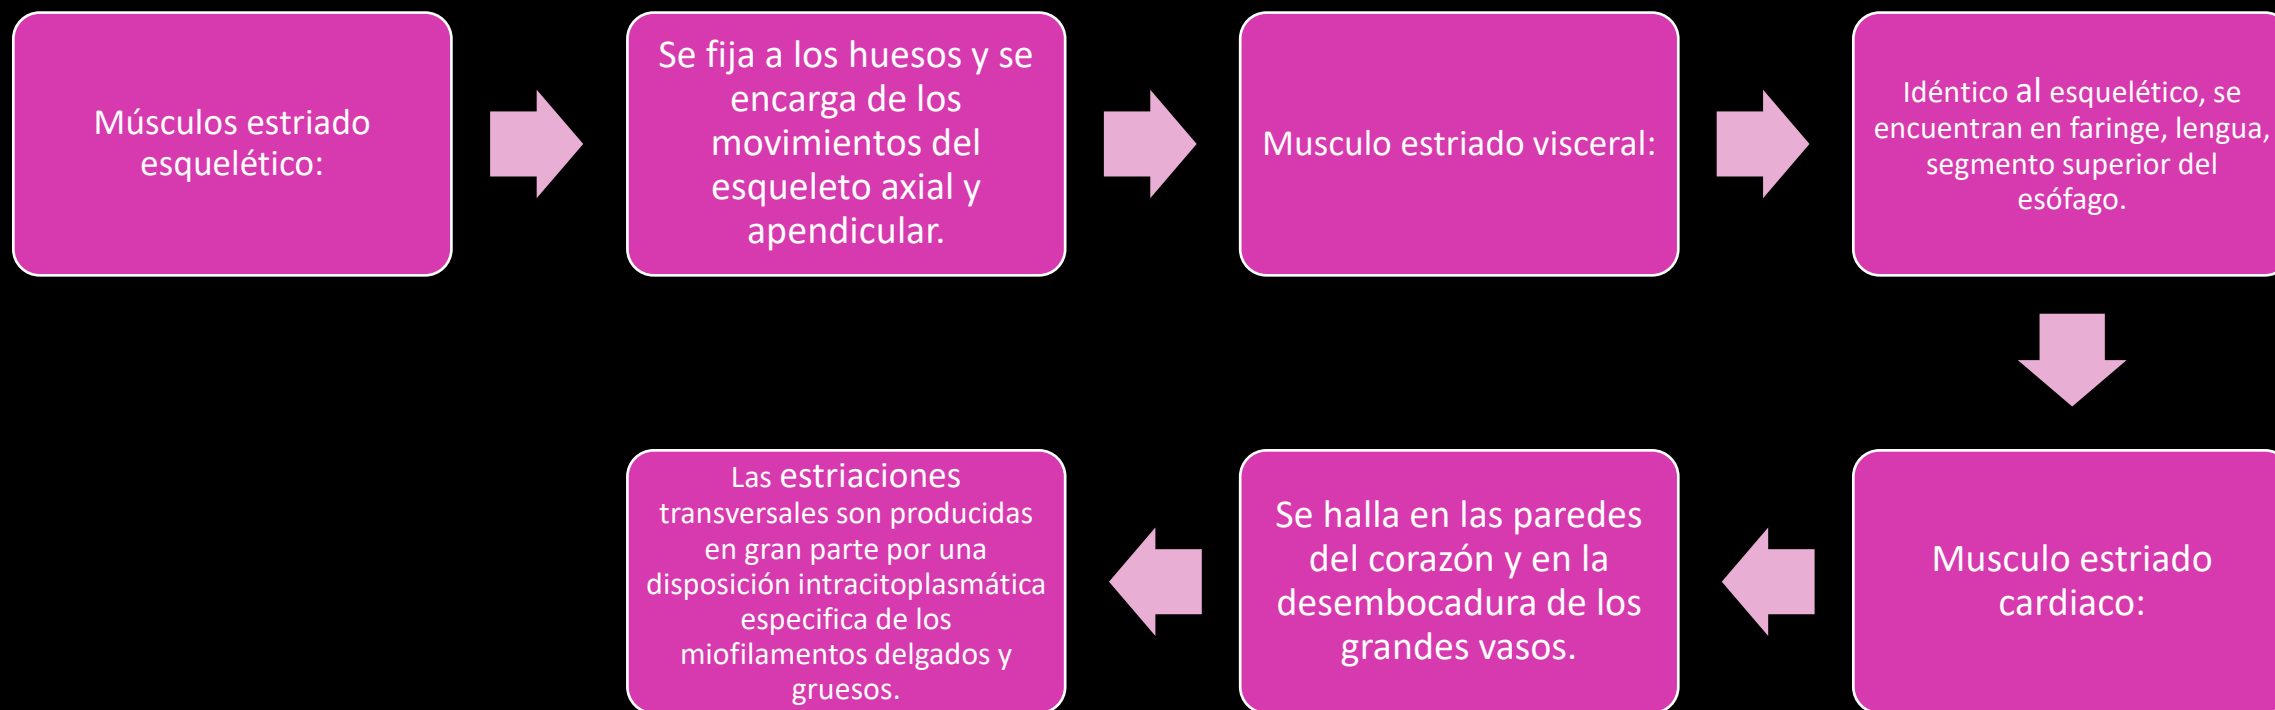 Músculos estriado
esquelético:
Se fija a los huesos y se
encarga de los
movimientos del
esqueleto axial y
apendicular.
Musculo estriado visceral:
Idéntico al esquelético, se
encuentran en faringe, lengua,
segmento superior del
esófago.
Musculo estriado
cardiaco:
Se halla en las paredes
del corazón y en la
desembocadura de los
grandes vasos.
Las estriaciones
transversales son producidas
en gran parte por una
disposición intracitoplasmática
especifica de los
miofilamentos delgados y
gruesos.